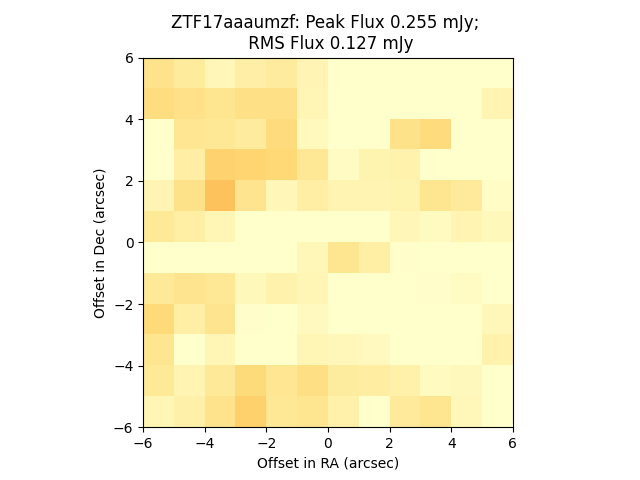 ZTF17aaaumzf: Peak Flux 0.255 mJy;
RMS Flux 0.127 mJy
6
4
2
0
−2
−4
−6
Offset in Dec (arcsec)
−6 −4 −2 0 2 4 6
Offset in RA (arcsec)